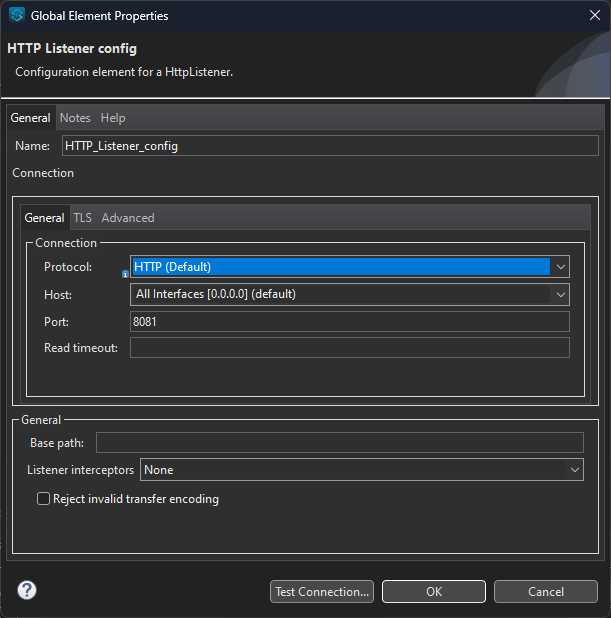 Global Element Properties
HTTP Listener config
Configuration element for a HttpListener.
General Notes Help
Name: HTTP_Listener_config
Connection
General TLS Advanced
Connection
Protocol: HTTP (Default)
Host: All Interfaces [0.0.0.0] (default)
Port: 8081
Read timeout:
General
Base path:
Listener interceptors None
Reject invalid transfer encoding
? Test Connection... OK Cancel